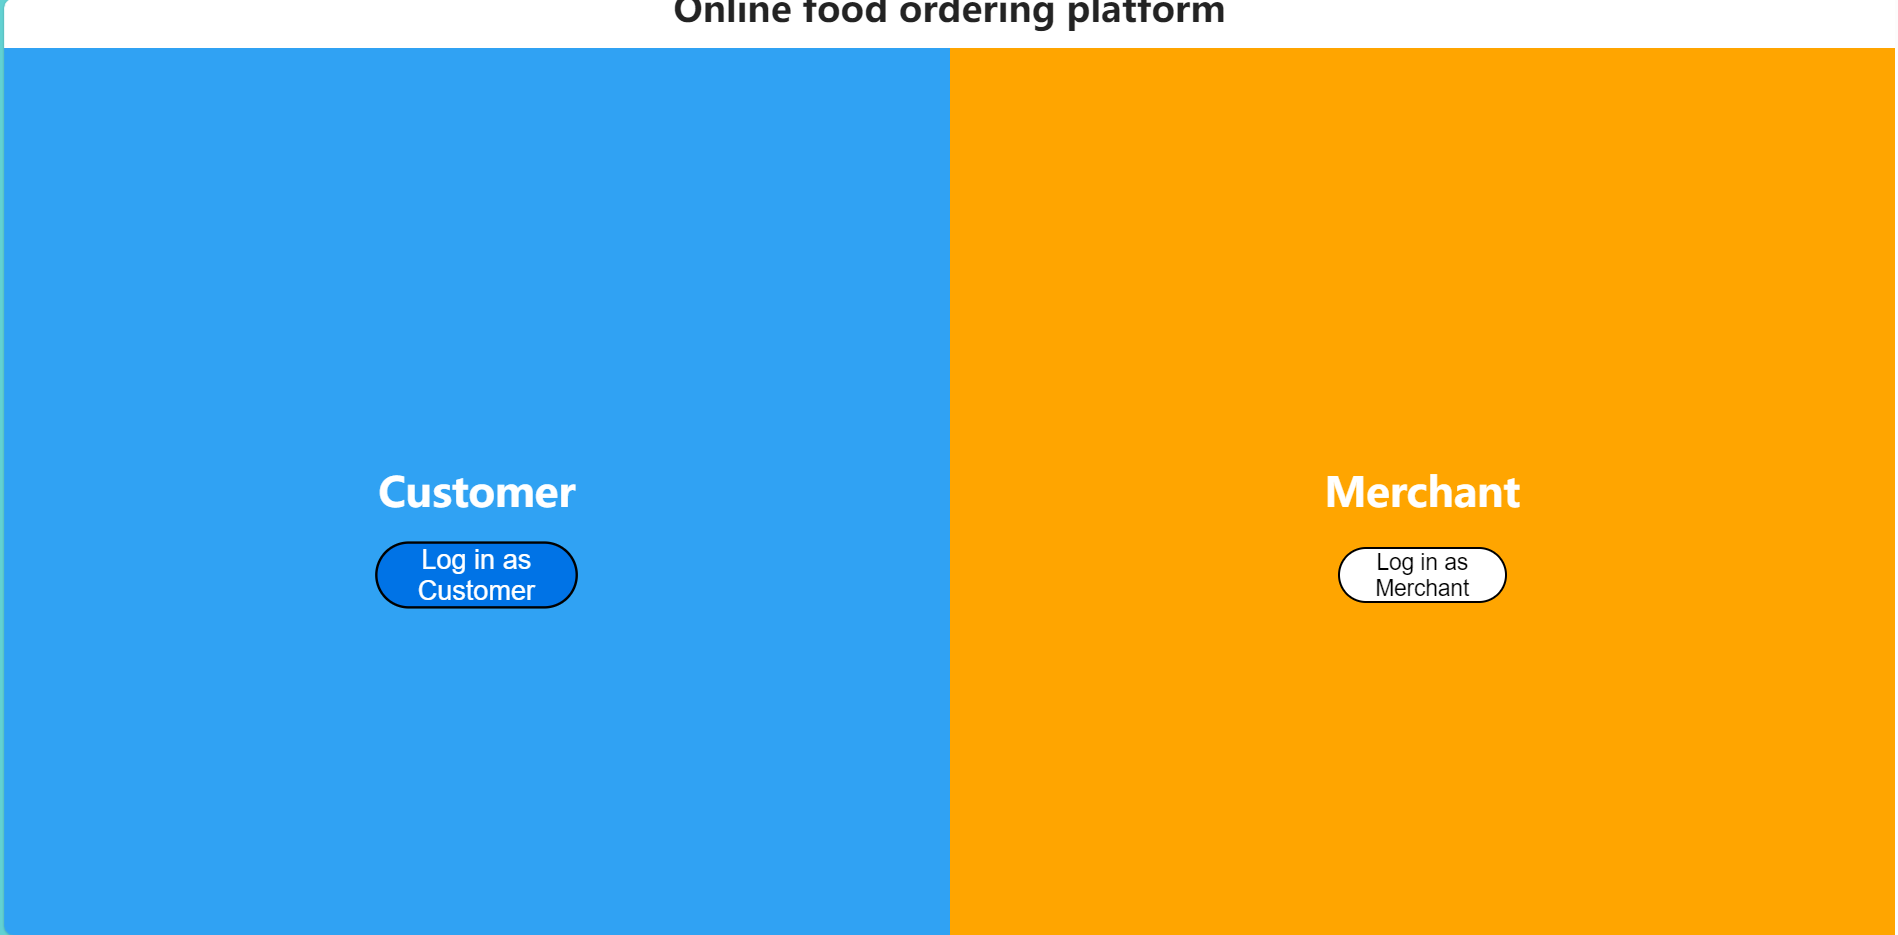 Online food ordering platform
Customer
Log in as
Customer
Merchant
Log in as
Merchant